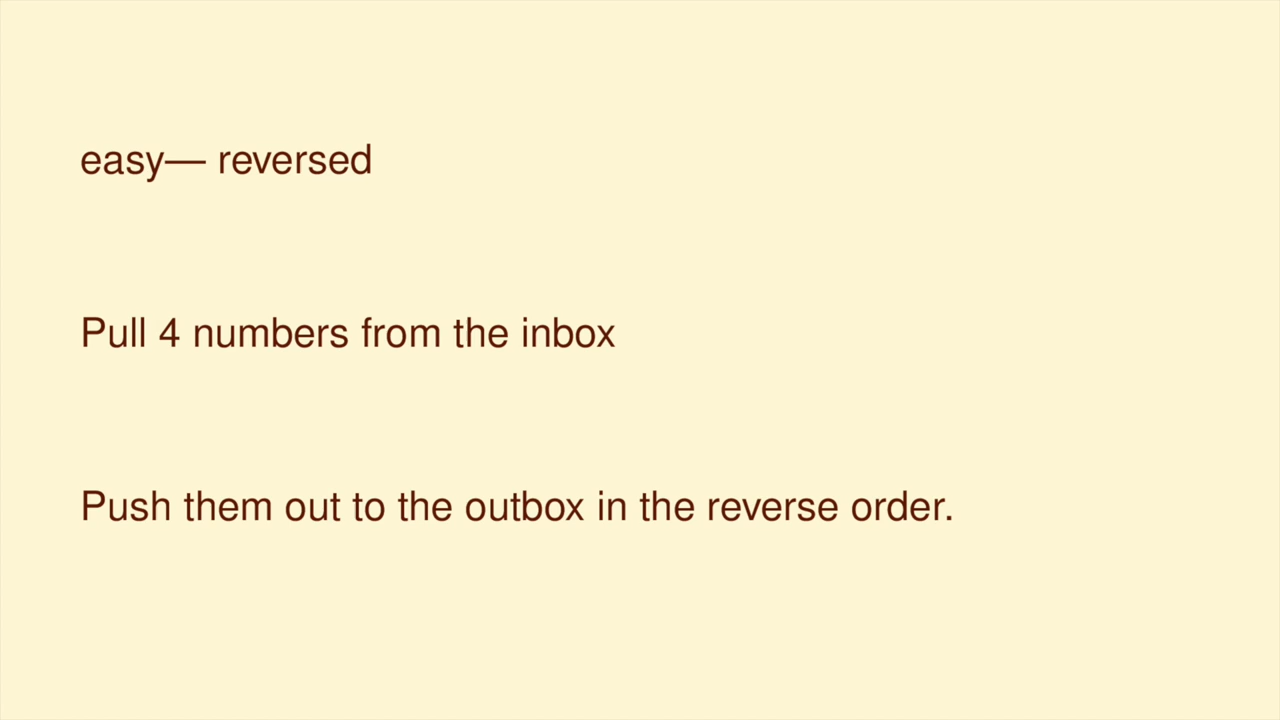 easy— reversed
Pull 4 numbers from the inbox
Push them out to the outbox in the reverse order.